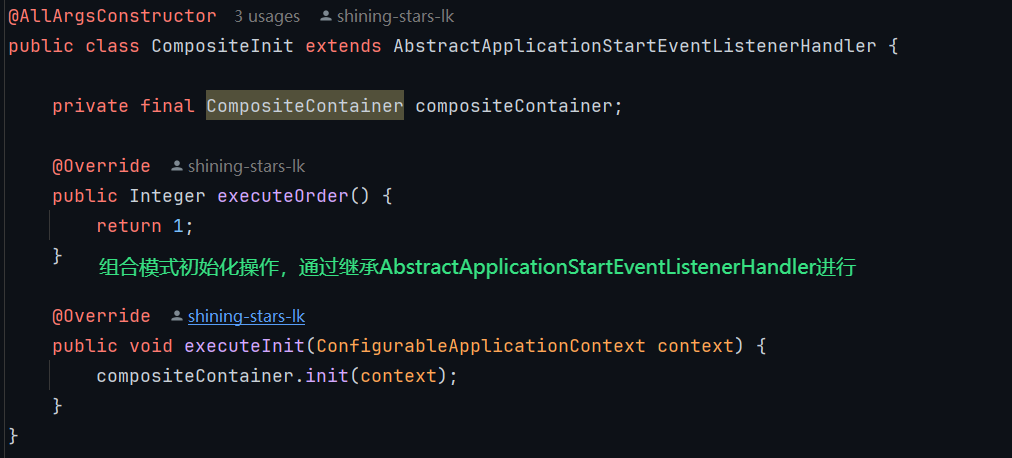 @AllArgsConstructor 3 usages shining-stars-lk
public class CompositeInit extends AbstractApplicationStartEventListenerHandler {
private final CompositeContainer compositeContainer;
@Override shining-stars-lk
public Integer executeOrder() {
return 1;
}
组合模式初始化操作，通过继承AbstractApplicationStartEventListenerHandler进行
@Override shining-stars-lk
public void executeInit(ConfigurableApplicationContext context) {
compositeContainer.init(context);
}
}